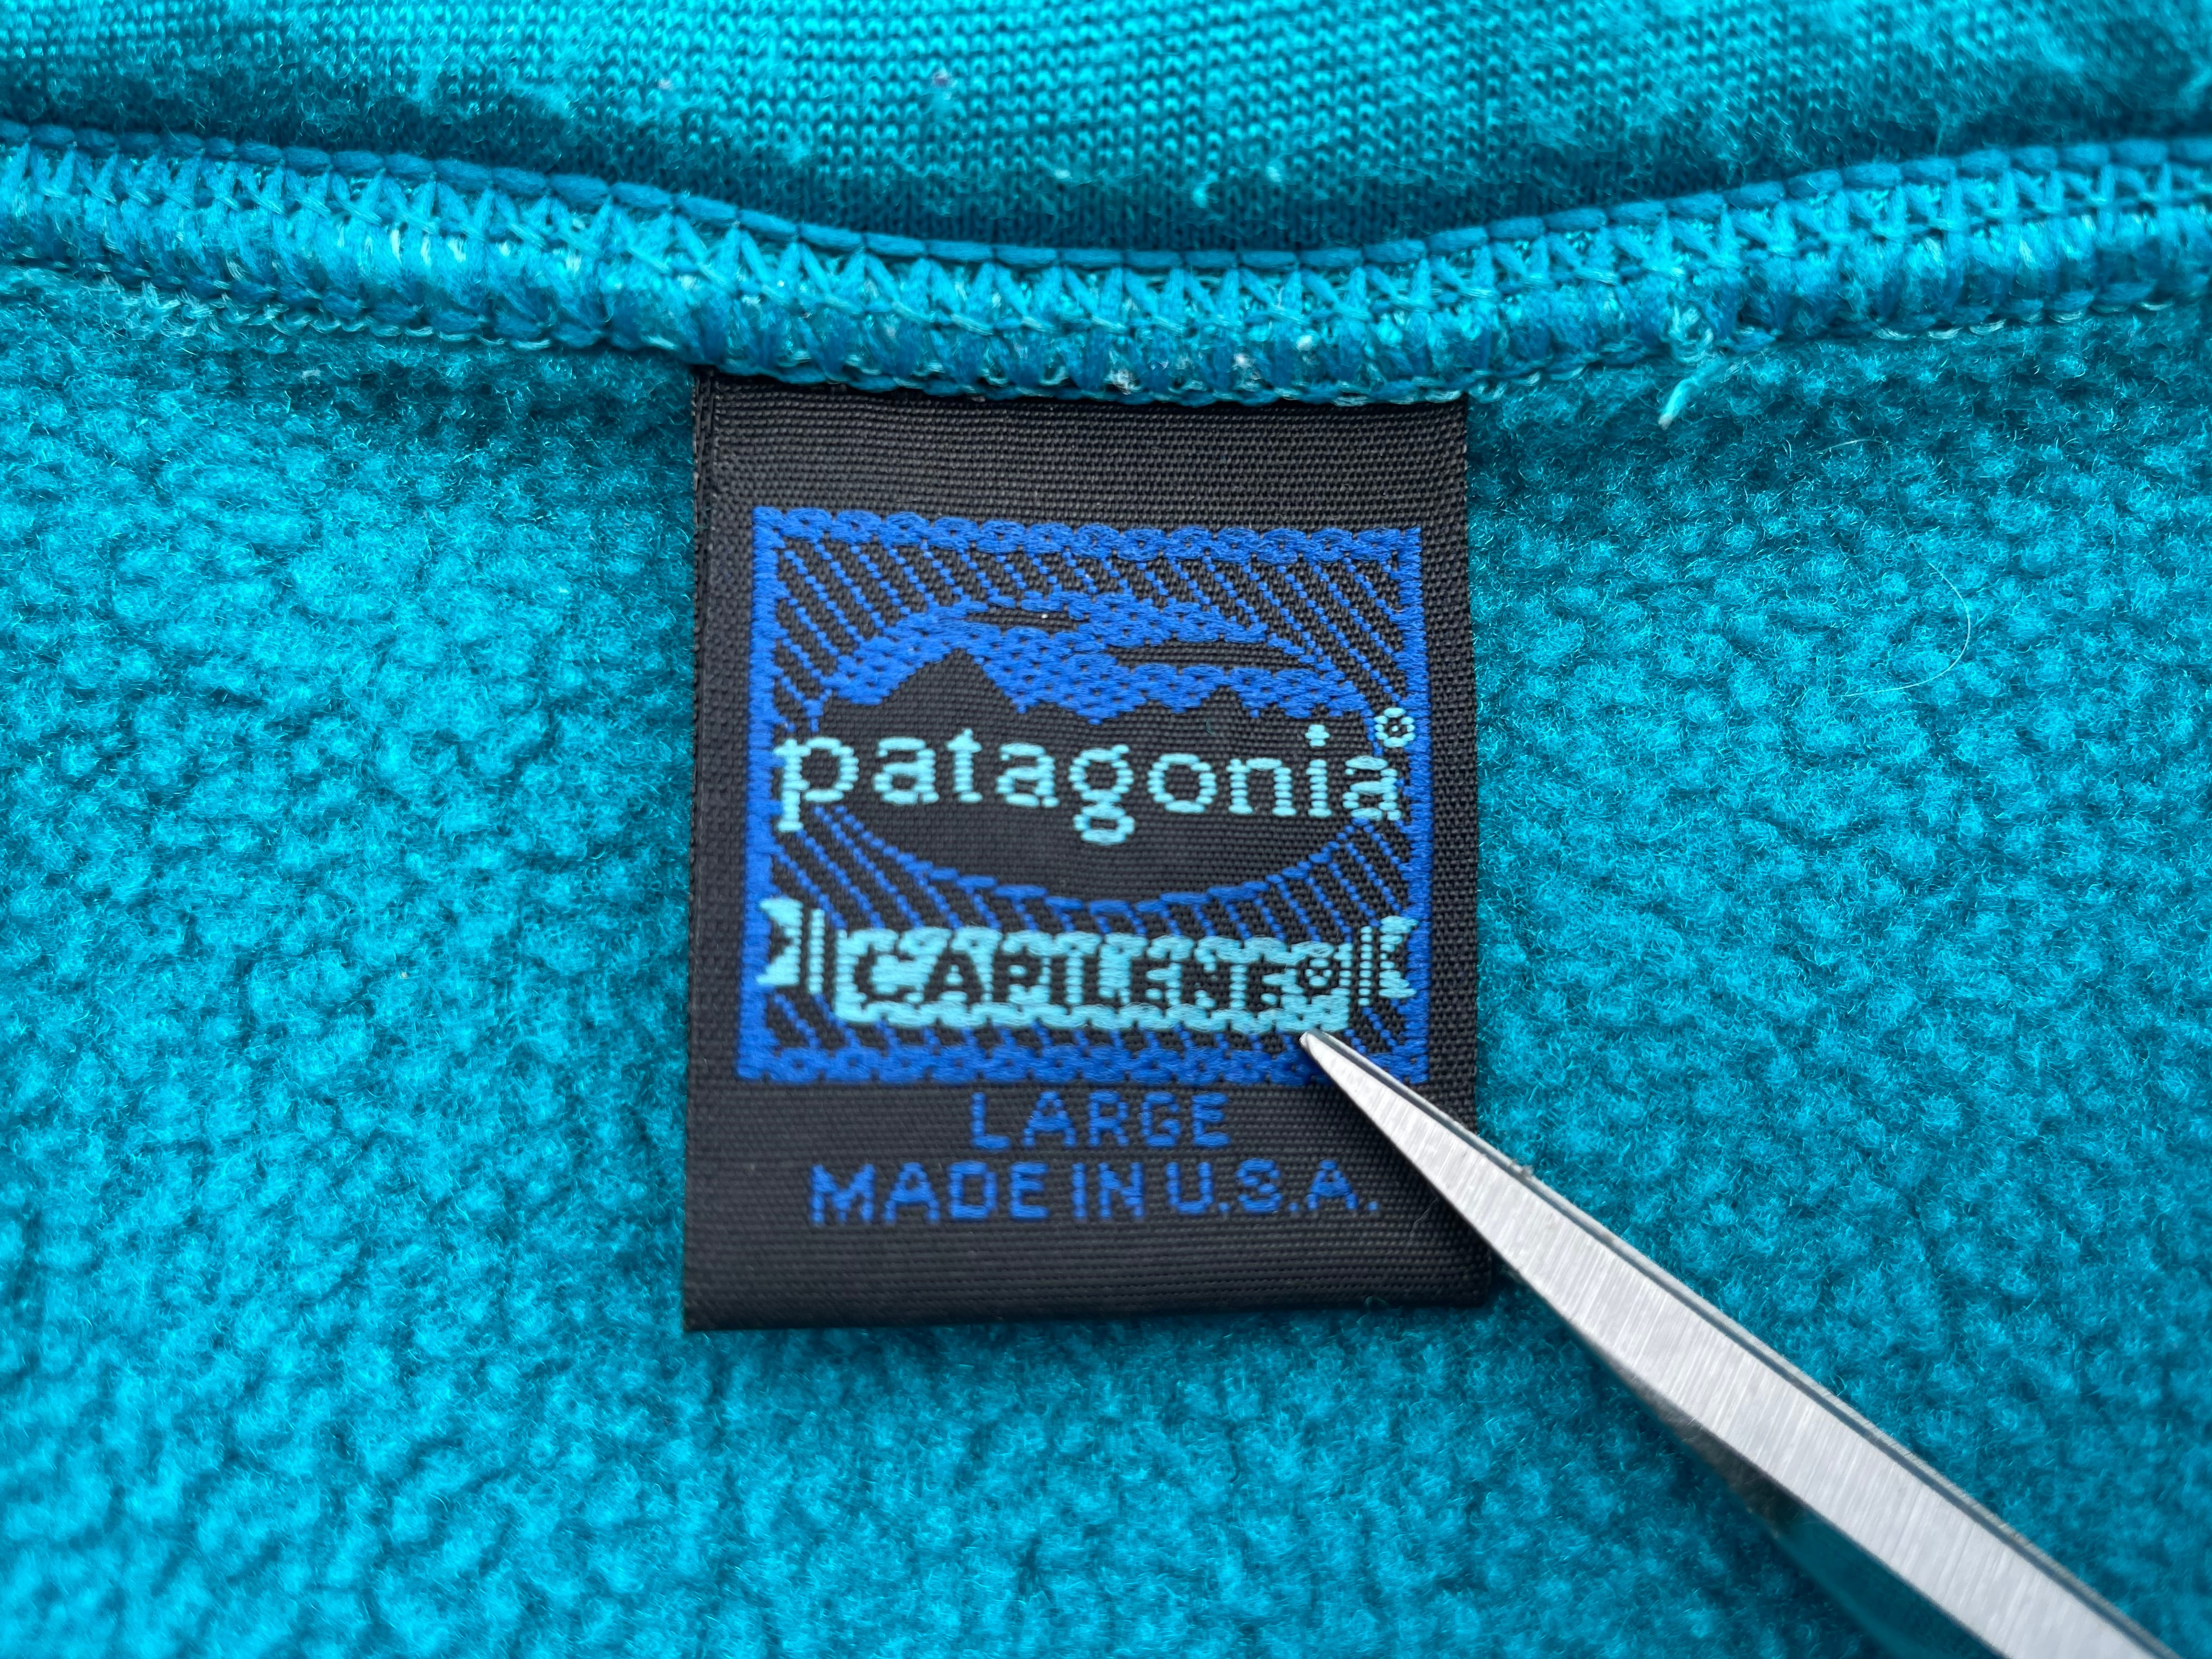 patagonia®
CAPILENE®
LARGE
MADE IN U.S.A.